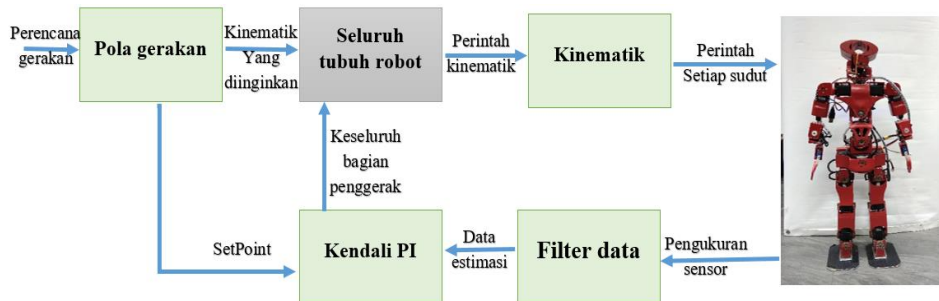 Perencana
gerakan
Pola gerakan
Kinematik
Yang
diinginkan
Seluruh
tubuh robot
Perintah
kinematik
Kinematik
Perintah
Setiap sudut
Keseluruh
bagian
penggerak
SetPoint
Kendali PI
Data
estimasi
Filter data
Pengukuran
sensor